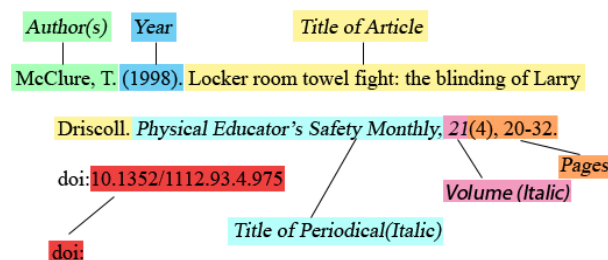 Author(s) Year Title of Article
McClure, T. (1998). Locker room towel fight: the blinding of Larry
Driscoll. Physical Educator's Safety Monthly, 21(4), 20-32.
Pages
doi:10.1352/1112.93.4.975
Volume (Italic)
Title of Periodical(Italic)
doi: